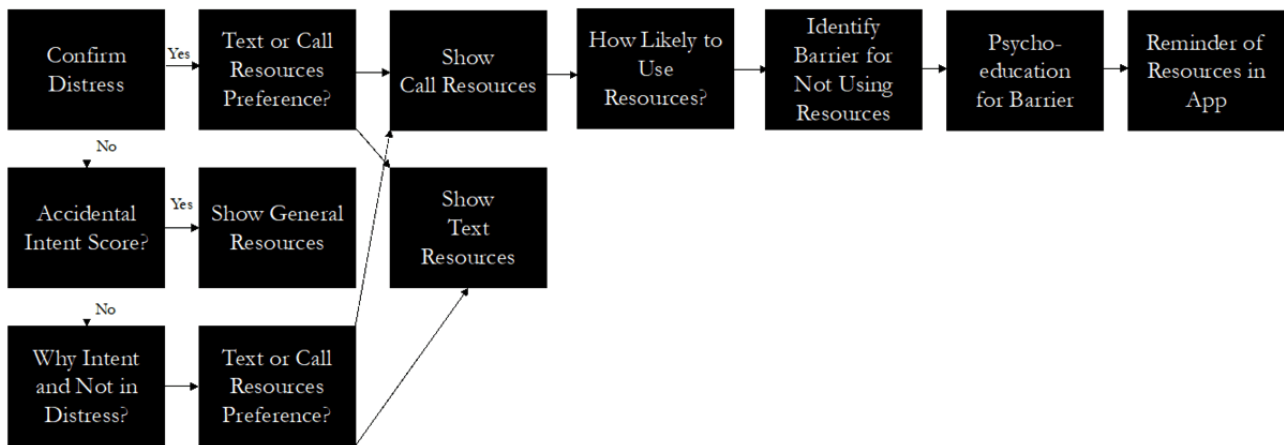 Confirm
Distress
Yes
Text or Call
Resources
Preference?
Show
Call Resources
How Likely to
Use
Resources?
Identify
Barrier for
Not Using
Resources
Psycho-
education
for Barrier
Reminder of
Resources in
App
No
Accidental
Intent Score?
Yes
Show General
Resources
Show
Text
Resources
No
Why Intent
and Not in
Distress?
Text or Call
Resources
Preference?